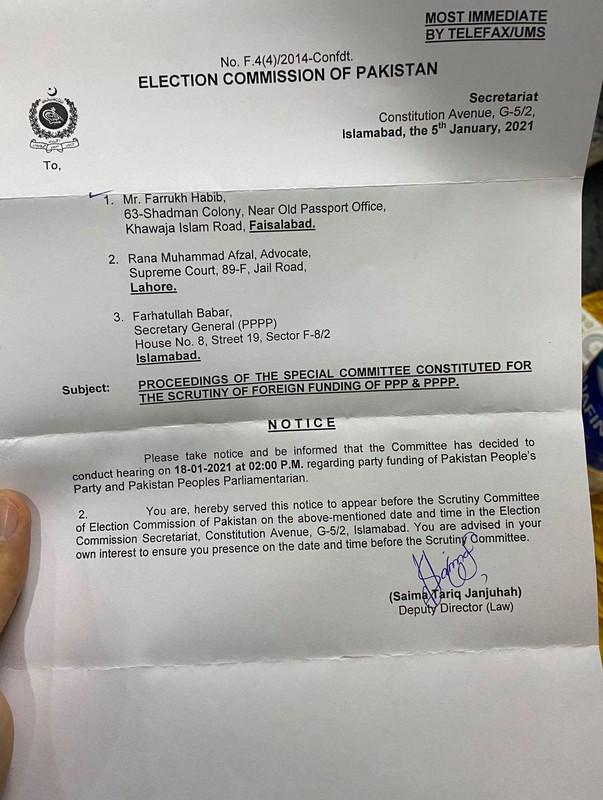 MOST IMMEDIATE
BY TELEFAX/UMS
No. F.4(4)/2014-Confdt.
ELECTION COMMISSION OF PAKISTAN
Secretariat
Constitution Avenue, G-5/2,
Islamabad, the 5th January, 2021
To,
1. Mr. Farrukh Habib,
63-Shadman Colony, Near Old Passport Office,
Khawaja Islam Road, Faisalabad.
2. Rana Muhammad Afzal, Advocate,
Supreme Court, 89-F, Jail Road,
Lahore.
3. Farhatullah Babar,
Secretary General (PPPP)
House No. 8, Street 19, Sector F-8/2
Islamabad.
Subject: PROCEEDINGS OF THE SPECIAL COMMITTEE CONSTITUTED FOR
THE SCRUTINY OF FOREIGN FUNDING OF PPP & PPPP.
NOTICE
Please take notice and be informed that the Committee has decided to
conduct hearing on 18-01-2021 at 02:00 P.M. regarding party funding of Pakistan People's
Party and Pakistan Peoples Parliamentarian.
2. You are, hereby served this notice to appear before the Scrutiny Committee
of Election Commission of Pakistan on the above-mentioned date and time in the Election
Commission Secretariat, Constitution Avenue, G-5/2, Islamabad. You are advised in your
own interest to ensure you presence on the date and time before the Scrutiny Committee.
(Saima Tariq Janjuhah)
Deputy Director (Law)